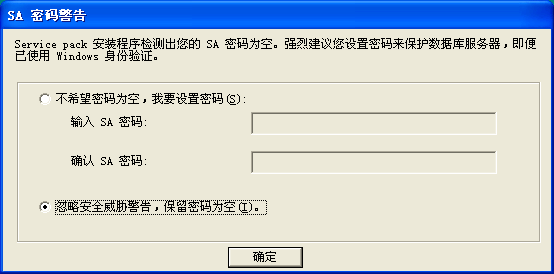 SA 密码警告
Service pack 安装程序检测出您的 SA 密码为空。强烈建议您设置密码来保护数据库服务器，即便
已使用 Windows 身份验证。
不希望密码为空，我要设置密码(S):
输入 SA 密码:
确认 SA 密码:
忽略安全威胁警告，保留密码为空(I)。
确定